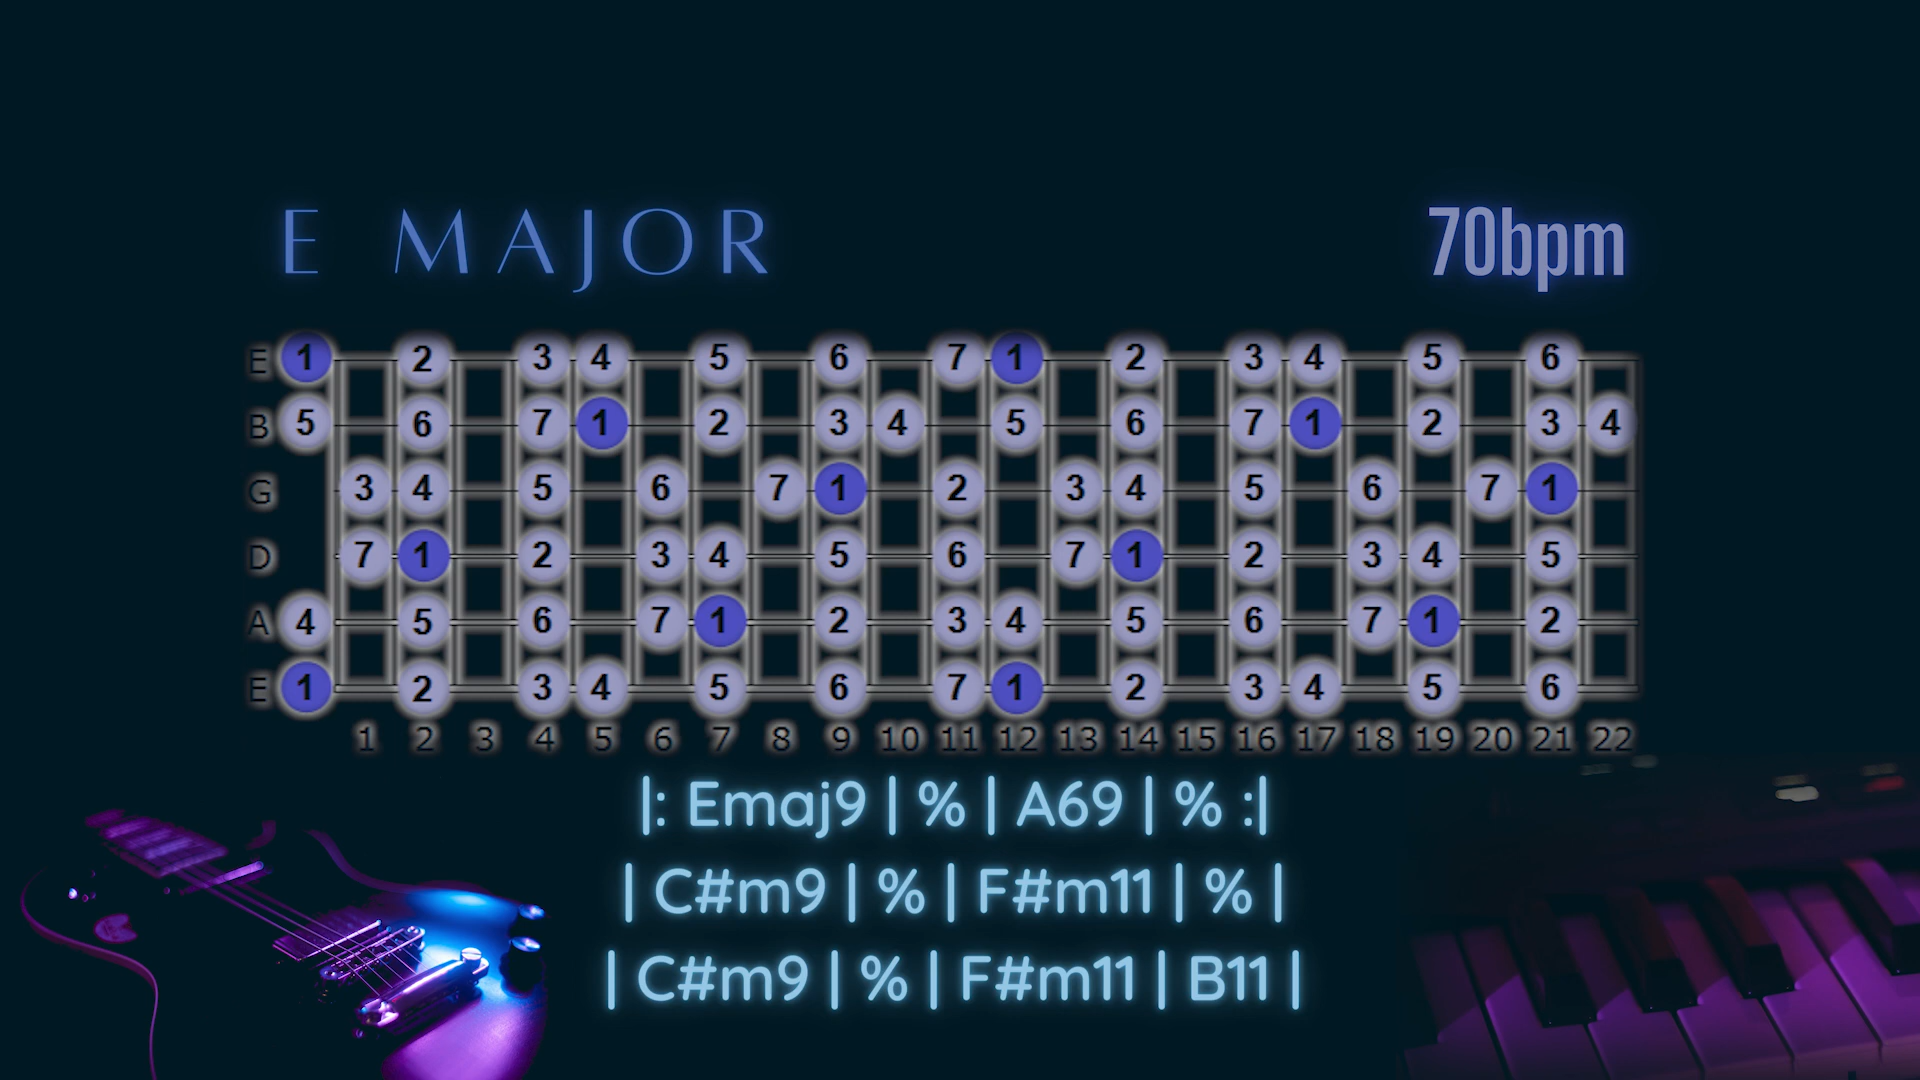 E MAJOR 70bpm
E 1 2 3 4 5 6 7 1 2 3 4 5 6
B 5 6 7 1 2 3 4 5 6 7 1 2 3 4
G 3 4 5 6 7 1 2 3 4 5 6 7 1
D 7 1 2 3 4 5 6 7 1 2 3 4 5
A 4 5 6 7 1 2 3 4 5 6 7 1 2
E 1 2 3 4 5 6 7 1 2 3 4 5 6
1 2 3 4 5 6 7 8 9 10 11 12 13 14 15 16 17 18 19 20 21 22
|: Emaj9 | % | A69 | % :|
| C#m9 | % | F#m11 | % |
| C#m9 | % | F#m11 | B11 |